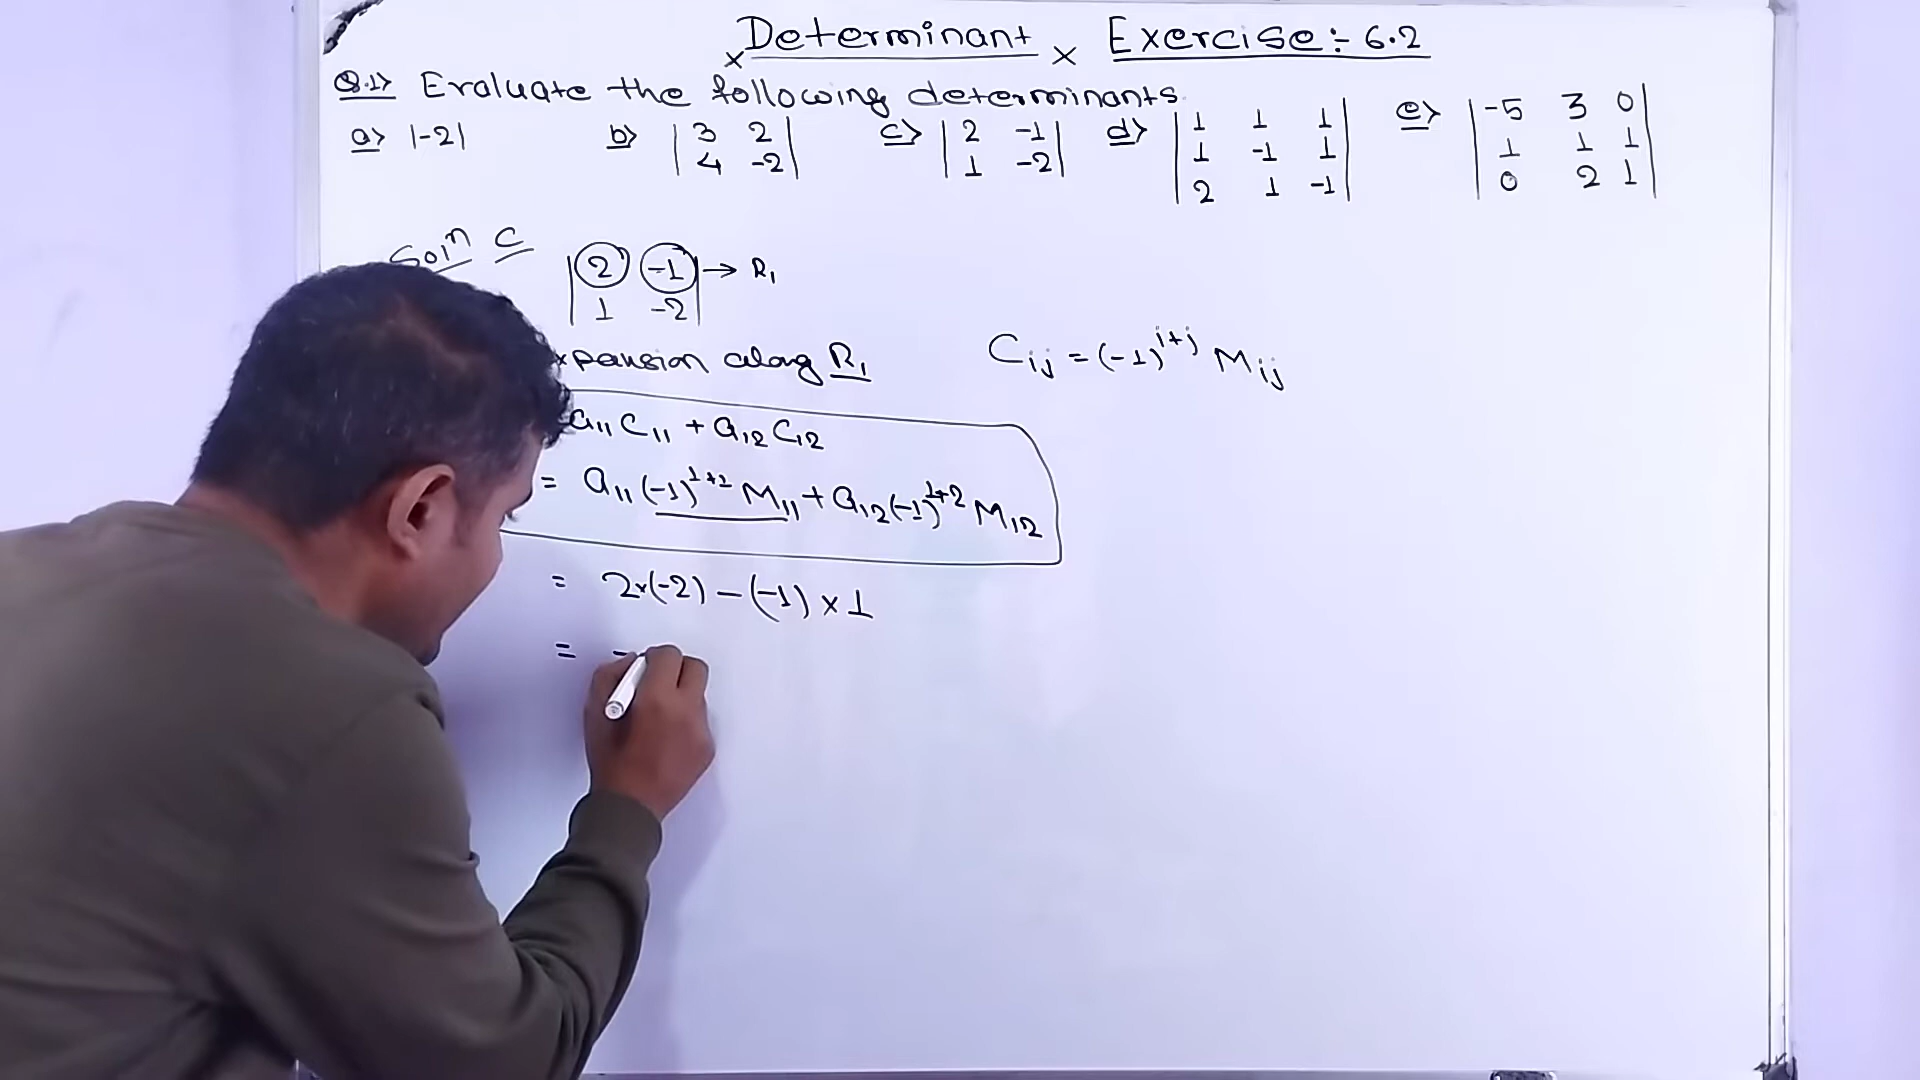 Determinant Exercise:- 6.2
Q.1> Evaluate the following determinants.
a> |-2| b> | 3 2 | c> | 2 -1 | d> | 1 1 1 | e> | -5 3 0 |
| 4 -2 | | 1 -2 | | 1 -1 1 | | 1 1 1 |
| 2 1 -1 | | 0 2 1 |
Solⁿ C
| 2 -1 | → R₁
| 1 -2 |
xpansion along R₁ Cᵢⱼ = (-1)ⁱ⁺ʲ Mᵢⱼ
a₁₁ C₁₁ + a₁₂ C₁₂
= a₁₁ (-1)¹⁺¹ M₁₁ + a₁₂ (-1)¹⁺² M₁₂
= 2×(-2) - (-1) × 1
= -